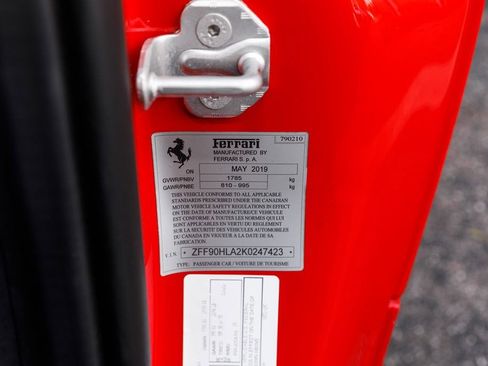 790210
Ferrari
MANUFACTURED BY
FERRARI S. p. A.
ON MAY 2019
GVWR/PNBV 1785 kg
GAWR/PNBE 810 - 995 kg
THIS VEHICLE CONFORMS TO ALL APPLICABLE
STANDARDS PRESCRIBED UNDER THE CANADIAN
MOTOR VEHICLE SAFETY REGULATIONS IN EFFECT
ON THE DATE OF MANUFACTURE/CE VEHICULE
EST CONFORME A TOUTES LES NORMES QUI LUI
SONT APPLICABLES EN VERTU DU REGLEMENT
SUR LA SECURITE DES VEHICULES AUTOMOBILES
DU CANADA EN VIGUEUR A LA DATE DE SA
FABRICATION
V.I.N. * ZFF90HLA2K0247423 *
TYPE: PASSENGER CAR / VOITURE DE TOURISME